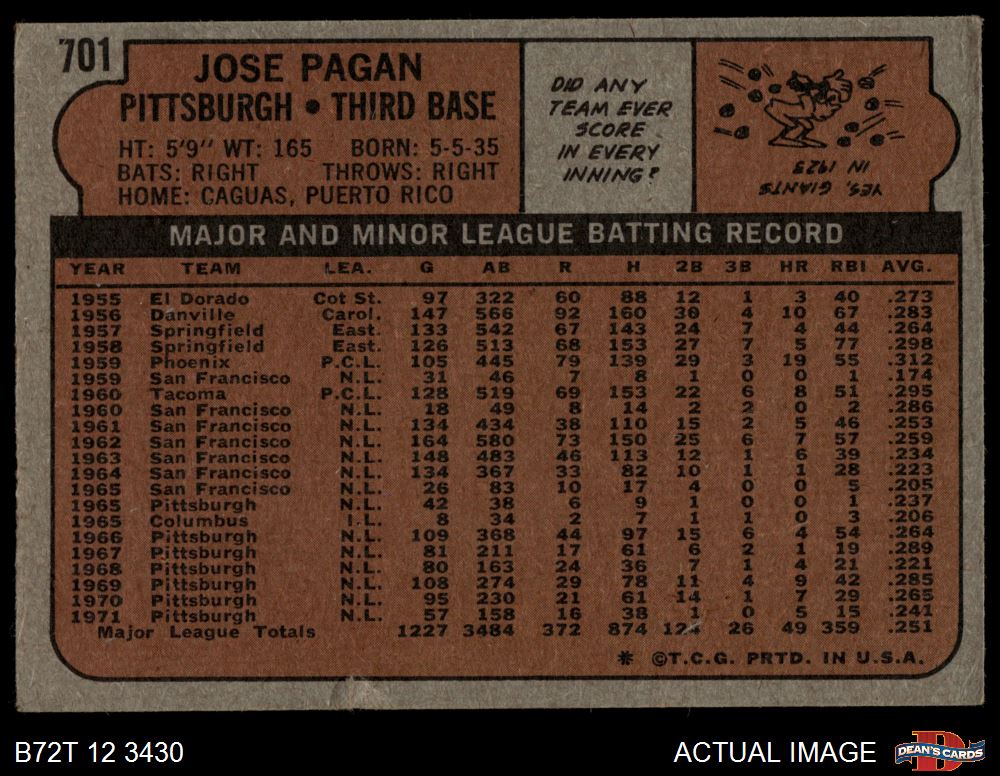 701
JOSE PAGAN
PITTSBURGH • THIRD BASE
HT: 5'9" WT: 165 BORN: 5-5-35
BATS: RIGHT THROWS: RIGHT
HOME: CAGUAS, PUERTO RICO
DID ANY
TEAM EVER
SCORE
IN EVERY
INNING?
YES, GIANTS
IN 1923
MAJOR AND MINOR LEAGUE BATTING RECORD
YEAR TEAM LEA. G AB R H 2B 3B HR RBI AVG.
1955 El Dorado Cot St. 97 322 60 88 12 1 3 40 .273
1956 Danville Carol. 147 566 92 160 30 4 10 67 .283
1957 Springfield East. 133 542 67 143 24 7 4 44 .264
1958 Springfield East. 126 513 68 153 27 7 5 77 .298
1959 Phoenix P.C.L. 105 445 79 139 29 3 19 55 .312
1959 San Francisco N.L. 31 46 7 8 1 0 0 1 .174
1960 Tacoma P.C.L. 128 519 69 153 22 6 8 51 .295
1960 San Francisco N.L. 18 49 8 14 2 2 0 2 .286
1961 San Francisco N.L. 134 434 38 110 15 2 5 46 .253
1962 San Francisco N.L. 164 580 73 150 25 6 7 57 .259
1963 San Francisco N.L. 148 483 46 113 12 1 6 39 .234
1964 San Francisco N.L. 134 367 33 82 10 1 1 28 .223
1965 San Francisco N.L. 26 83 10 17 4 0 0 5 .205
1965 Pittsburgh N.L. 42 38 6 9 1 0 0 1 .237
1965 Columbus I.L. 8 34 2 7 1 1 0 3 .206
1966 Pittsburgh N.L. 109 368 44 97 15 6 4 54 .264
1967 Pittsburgh N.L. 81 211 17 61 6 2 1 19 .289
1968 Pittsburgh N.L. 80 163 24 36 7 1 4 21 .221
1969 Pittsburgh N.L. 108 274 29 78 11 4 9 42 .285
1970 Pittsburgh N.L. 95 230 21 61 14 1 7 29 .265
1971 Pittsburgh N.L. 57 158 16 38 1 0 5 15 .241
Major League Totals 1227 3484 372 874 124 26 49 359 .251
* ©T.C.G. PRTD. IN U.S.A.
B72T 12 3430 ACTUAL IMAGE DEAN'S CARDS